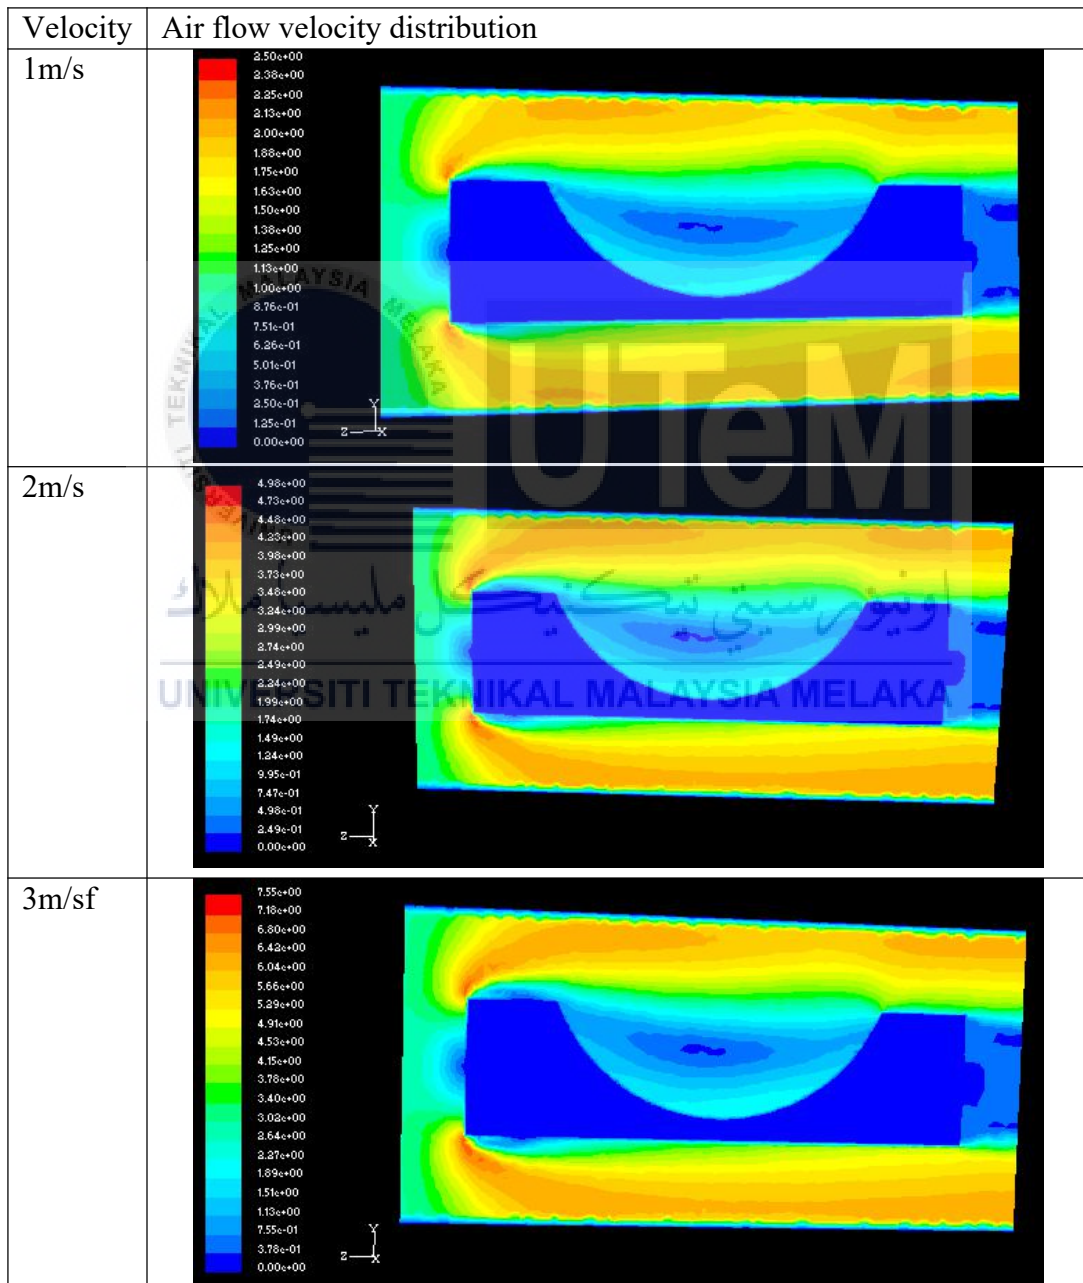 Velocity Air flow velocity distribution
1m/s
2.50e+00
2.38e+00
2.25e+00
2.13e+00
2.00e+00
1.88e+00
1.75e+00
1.63e+00
1.50e+00
1.38e+00
1.25e+00
1.13e+00
1.00e+00
8.76e-01
7.51e-01
6.26e-01
5.01e-01
3.76e-01
2.50e-01
1.25e-01
0.00e+00
Y
Z X
UTeM
2m/s
4.98e+00
4.73e+00
4.48e+00
4.23e+00
3.98e+00
3.73e+00
3.48e+00
3.24e+00
2.99e+00
2.74e+00
2.49e+00
2.24e+00
1.99e+00
1.74e+00
1.49e+00
1.24e+00
9.95e-01
7.47e-01
4.98e-01
2.49e-01
0.00e+00
Y
Z X
اونيۏرسيتي تيکنيکل مليسيا ملاك
UNIVERSITI TEKNIKAL MALAYSIA MELAKA
3m/sf
7.55e+00
7.18e+00
6.80e+00
6.42e+00
6.04e+00
5.66e+00
5.29e+00
4.91e+00
4.53e+00
4.15e+00
3.78e+00
3.40e+00
3.02e+00
2.64e+00
2.27e+00
1.89e+00
1.51e+00
1.13e+00
7.55e-01
3.78e-01
0.00e+00
Y
Z X